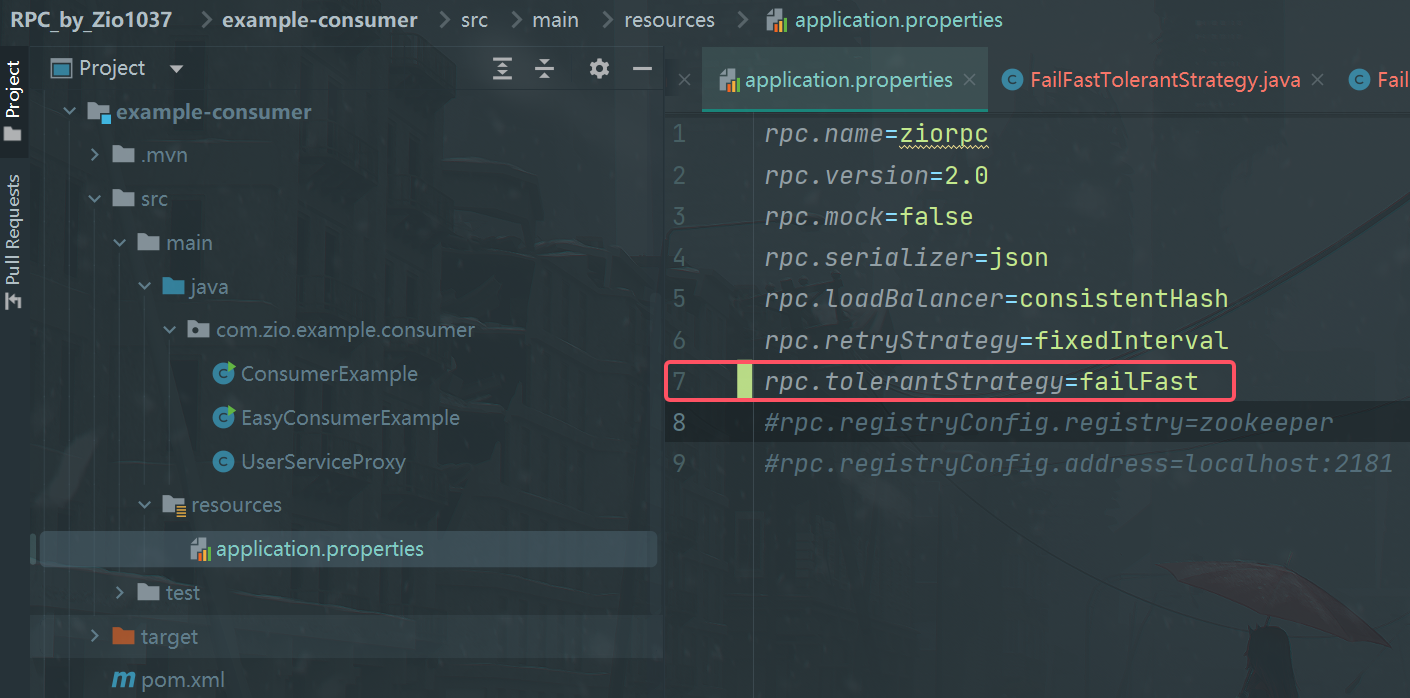 RPC_by_Zio1037 example-consumer src main resources application.properties
Project
Pull Requests
Project
example-consumer
.mvn
src
main
java
com.zio.example.consumer
ConsumerExample
EasyConsumerExample
UserServiceProxy
resources
application.properties
test
target
pom.xml
application.properties FailFastTolerantStrategy.java Fail
1 rpc.name=ziorpc
2 rpc.version=2.0
3 rpc.mock=false
4 rpc.serializer=json
5 rpc.loadBalancer=consistentHash
6 rpc.retryStrategy=fixedInterval
7 rpc.tolerantStrategy=failFast
8 #rpc.registryConfig.registry=zookeeper
9 #rpc.registryConfig.address=localhost:2181